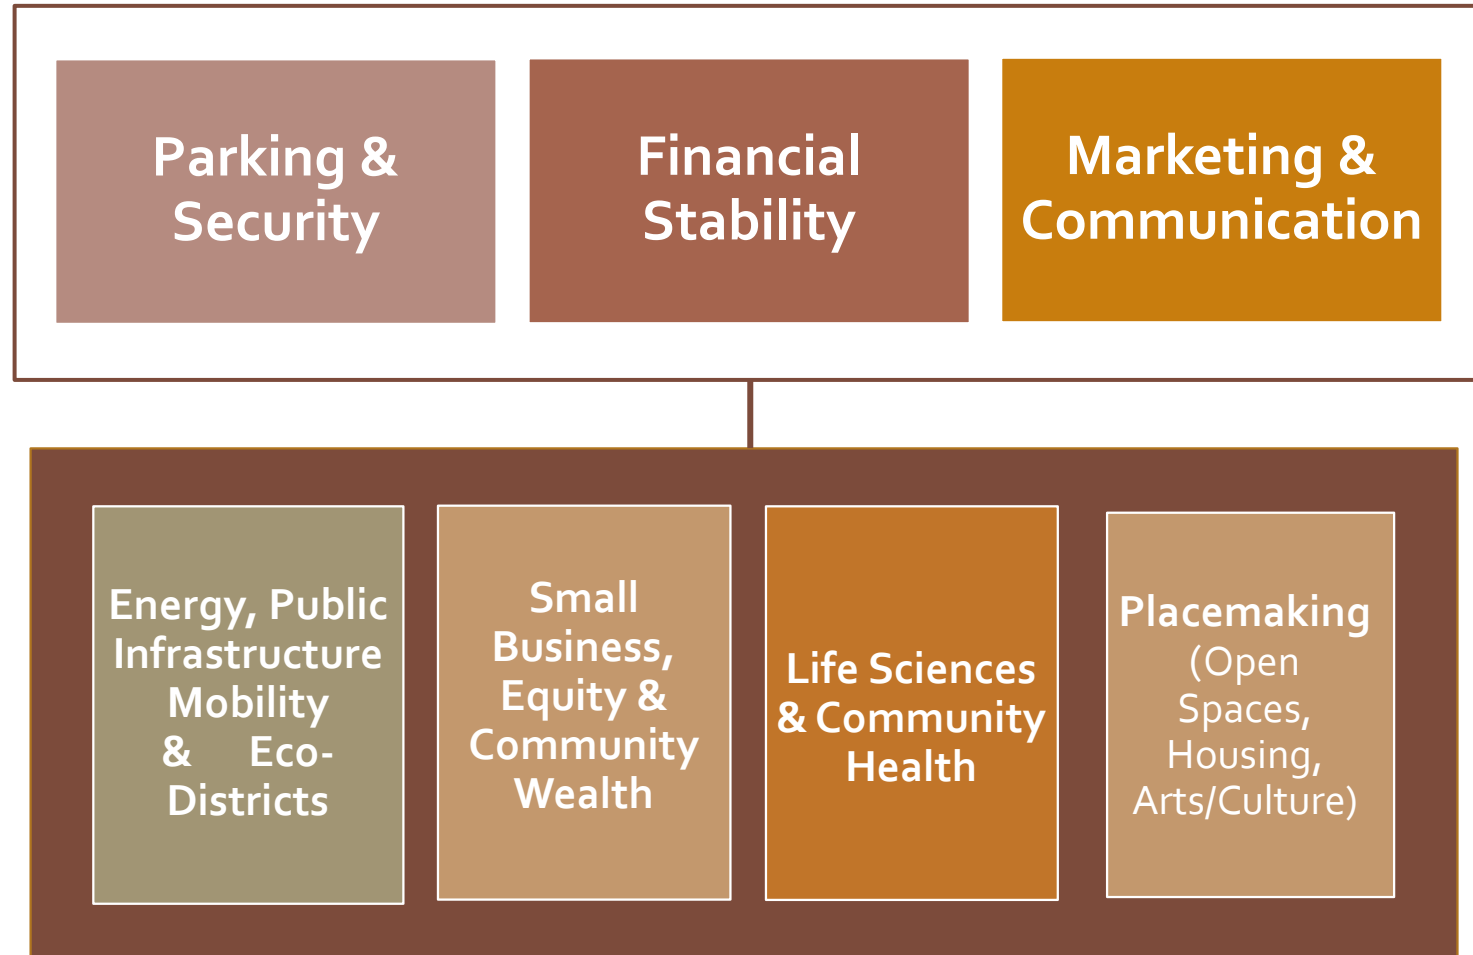 Parking &
Security
Financial
Stability
Marketing &
Communication
Energy, Public
Infrastructure
Mobility
& Eco-
Districts
Small
Business,
Equity &
Community
Wealth
Life Sciences
& Community
Health
Placemaking
(Open
Spaces,
Housing,
Arts/Culture)